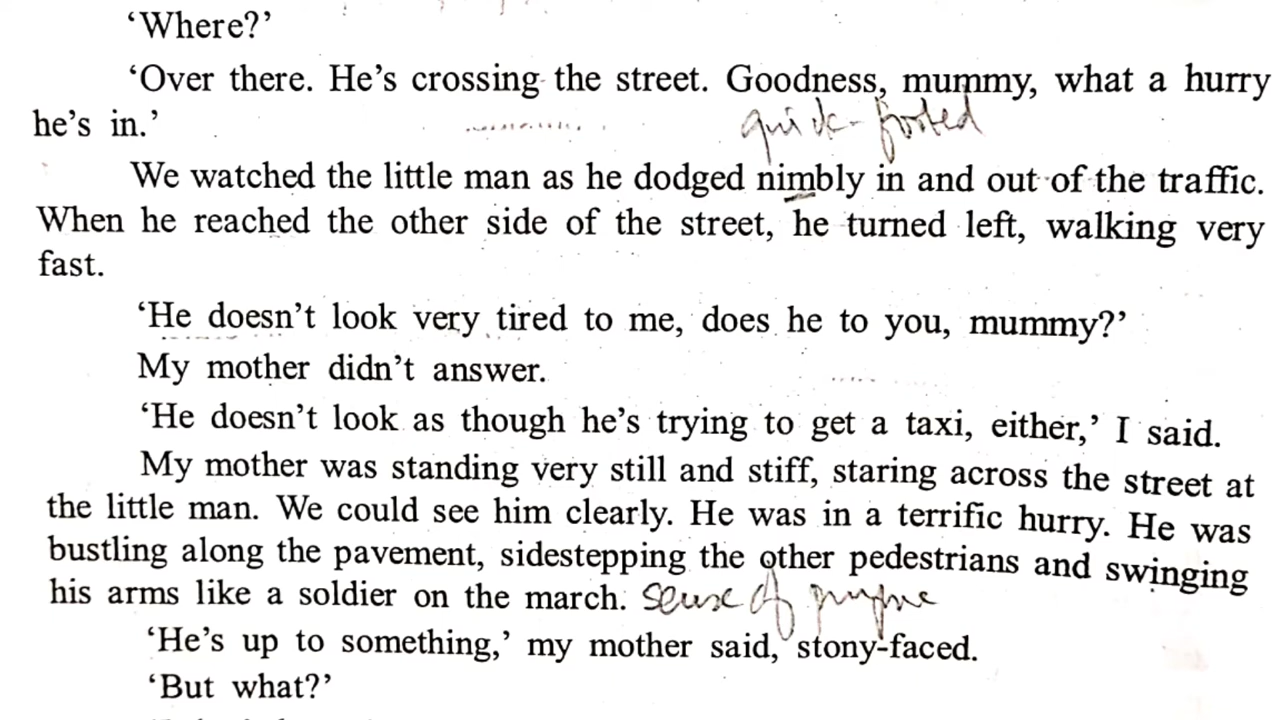 ‘Where?’
‘Over there. He’s crossing the street. Goodness, mummy, what a hurry
he’s in.’
quick-footed
We watched the little man as he dodged nimbly in and out of the traffic.
When he reached the other side of the street, he turned left, walking very
fast.
‘He doesn’t look very tired to me, does he to you, mummy?’
My mother didn’t answer.
‘He doesn’t look as though he’s trying to get a taxi, either,’ I said.
My mother was standing very still and stiff, staring across the street at
the little man. We could see him clearly. He was in a terrific hurry. He was
bustling along the pavement, sidestepping the other pedestrians and swinging
his arms like a soldier on the march. sense of purpose
‘He’s up to something,’ my mother said, stony-faced.
‘But what?’